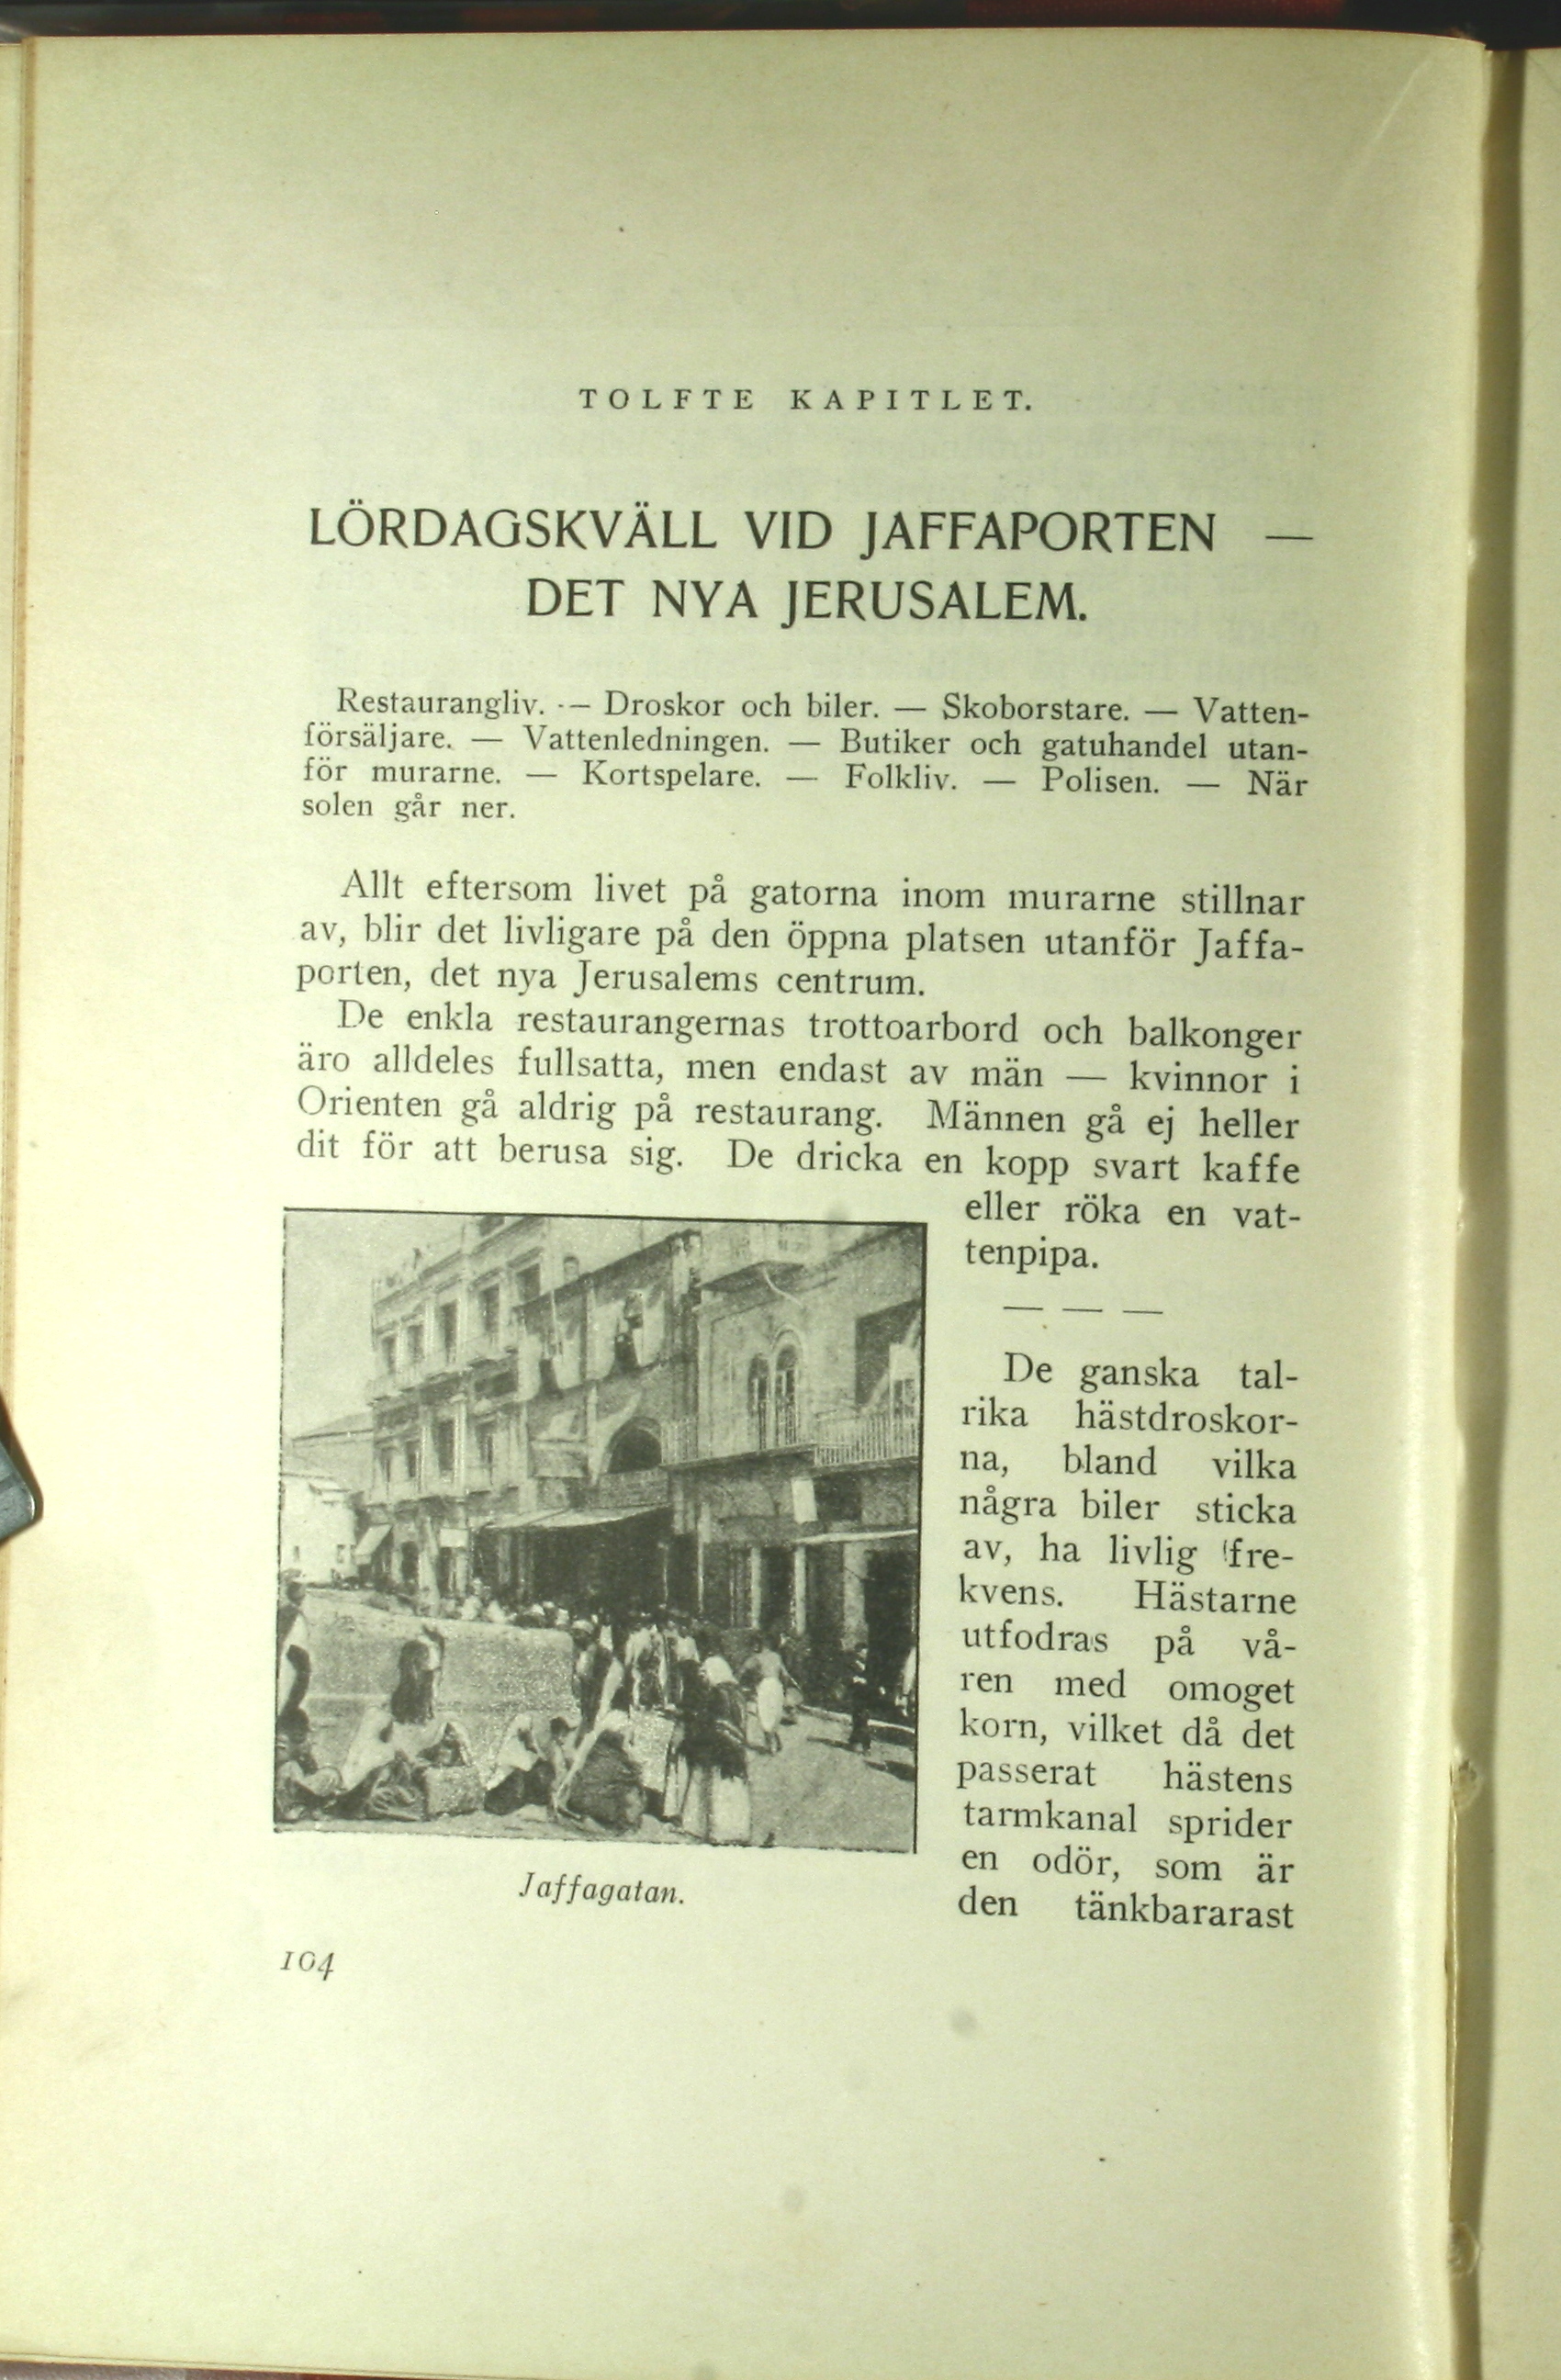 TOLFTE KAPITLET.
LÖRDAGSKVÄLL VID JAFFAPORTEN —
DET NYA JERUSALEM.
Restaurangliv. — Droskor och biler. — Skoborstare. — Vatten-
försäljare. — Vattenledningen. — Butiker och gatuhandel utan-
för murarne. — Kortspelare. — Folkliv. — Polisen. — När
solen går ner.
Allt eftersom livet på gatorna inom murarne stillnar
av, blir det livligare på den öppna platsen utanför Jaffa-
porten, det nya Jerusalems centrum.
De enkla restaurangernas trottoarbord och balkonger
äro alldeles fullsatta, men endast av män — kvinnor i
Orienten gå aldrig på restaurang. Männen gå ej heller
dit för att berusa sig. De dricka en kopp svart kaffe
eller röka en vat-
tenpipa.
— — —
De ganska tal-
rika hästdroskor-
na, bland vilka
några biler sticka
av, ha livlig fre-
kvens. Hästarne
utfodras på vå-
ren med omoget
korn, vilket då det
passerat hästens
tarmkanal sprider
en odör, som är
den tänkbararast
Jaffagatan.
104